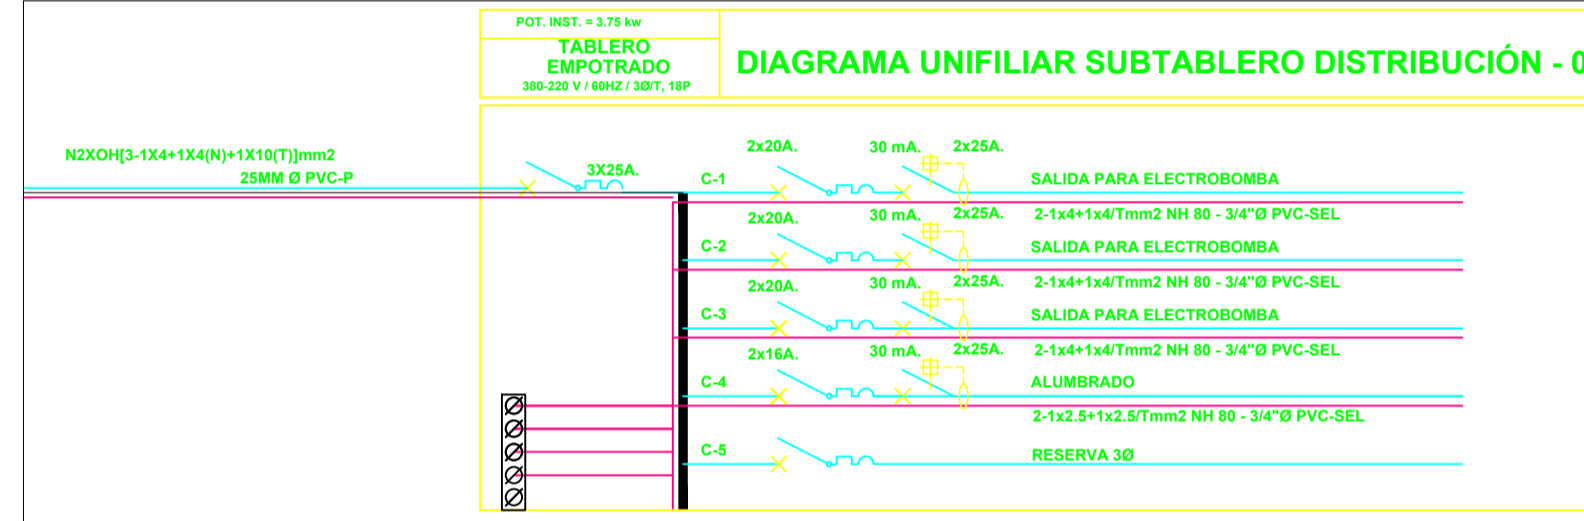 POT. INST. = 3.75 kw
TABLERO
EMPOTRADO
380-220 V / 60HZ / 3Ø/T, 18P
DIAGRAMA UNIFILIAR SUBTABLERO DISTRIBUCIÓN - 0
N2XOH[3-1X4+1X4(N)+1X10(T)]mm2
25MM Ø PVC-P
3X25A.
C-1
2x20A.
30 mA.
2x25A.
SALIDA PARA ELECTROBOMBA
2-1x4+1x4/Tmm2 NH 80 - 3/4"Ø PVC-SEL
C-2
2x20A.
30 mA.
2x25A.
SALIDA PARA ELECTROBOMBA
2-1x4+1x4/Tmm2 NH 80 - 3/4"Ø PVC-SEL
C-3
2x20A.
30 mA.
2x25A.
SALIDA PARA ELECTROBOMBA
2-1x4+1x4/Tmm2 NH 80 - 3/4"Ø PVC-SEL
C-4
2x16A.
30 mA.
2x25A.
ALUMBRADO
2-1x2.5+1x2.5/Tmm2 NH 80 - 3/4"Ø PVC-SEL
C-5
RESERVA 3Ø